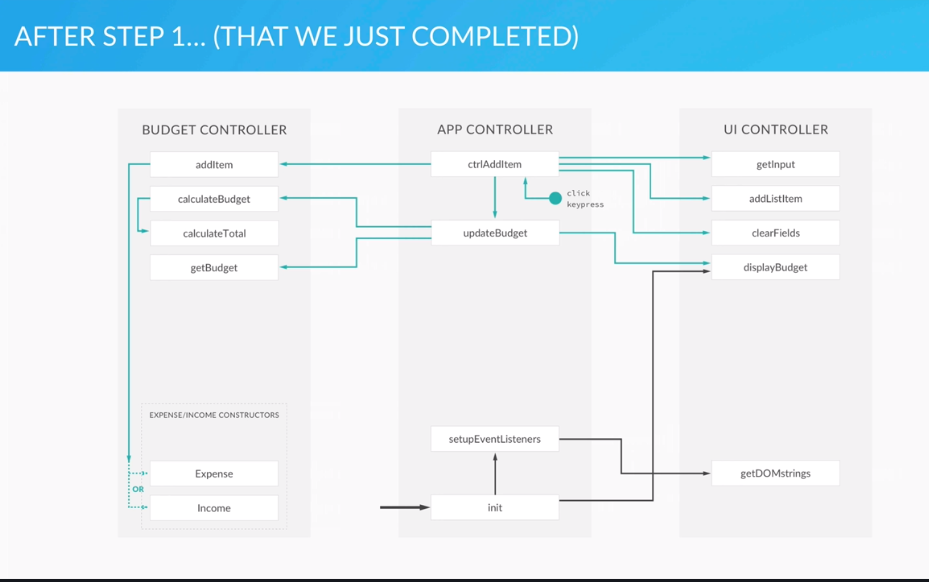 AFTER STEP 1... (THAT WE JUST COMPLETED)
BUDGET CONTROLLER
addItem
calculateBudget
calculateTotal
getBudget
EXPENSE/INCOME CONSTRUCTORS
Expense
OR
Income
APP CONTROLLER
ctrlAddItem
click
keypress
updateBudget
setupEventListeners
init
UI CONTROLLER
getInput
addListItem
clearFields
displayBudget
getDOMstrings